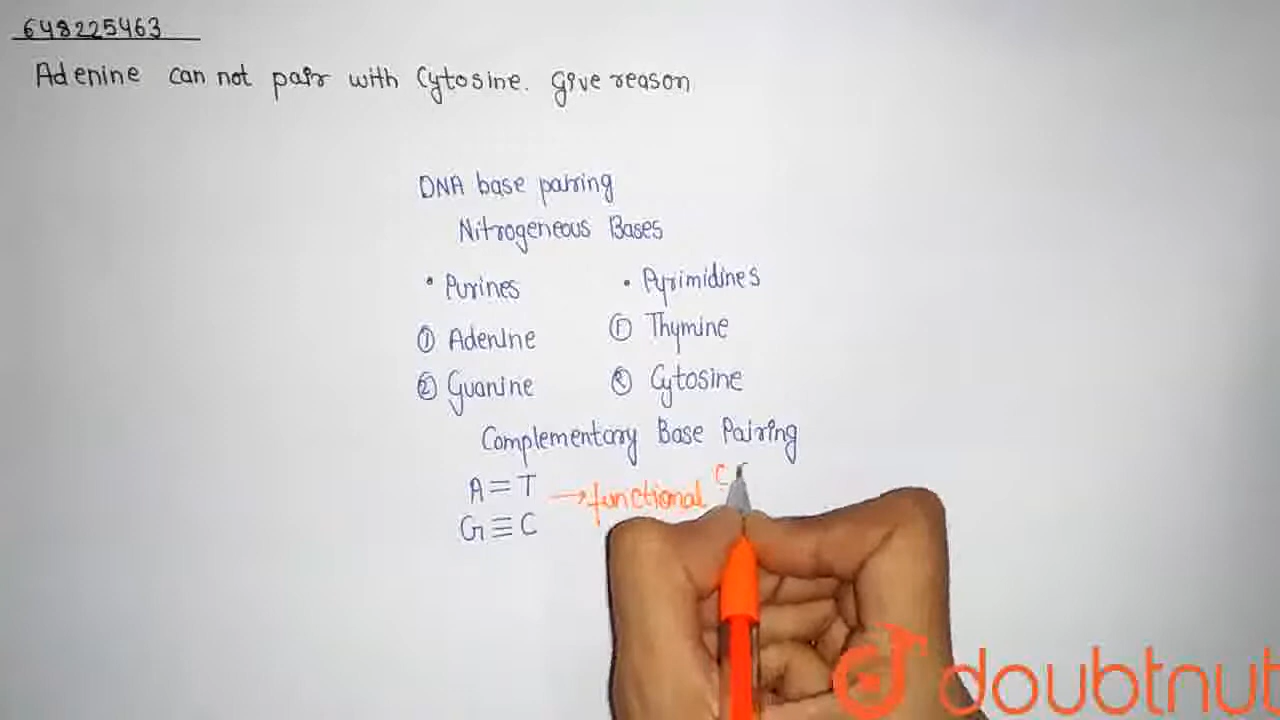 648225463
Adenine can not pair with Cytosine. Give reason
DNA base pairing
Nitrogeneous Bases
• Purines • Pyrimidines
① Adenine ① Thymine
② Guanine ② Cytosine
Complementary Base Pairing
A=T → functional
G≡C
doubtnut